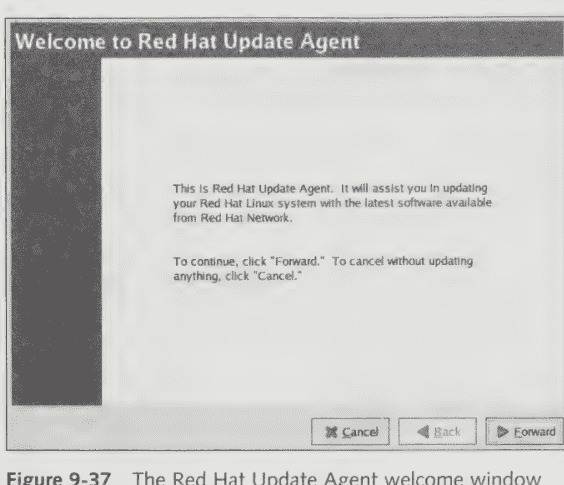 Welcome to Red Hat Update Agent
This is Red Hat Update Agent. It will assist you in updating
your Red Hat Linux system with the latest software available
from Red Hat Network.
To continue, click "Forward." To cancel without updating
anything, click "Cancel."
Cancel Back Forward
Figure 9-37 The Red Hat Update Agent welcome window